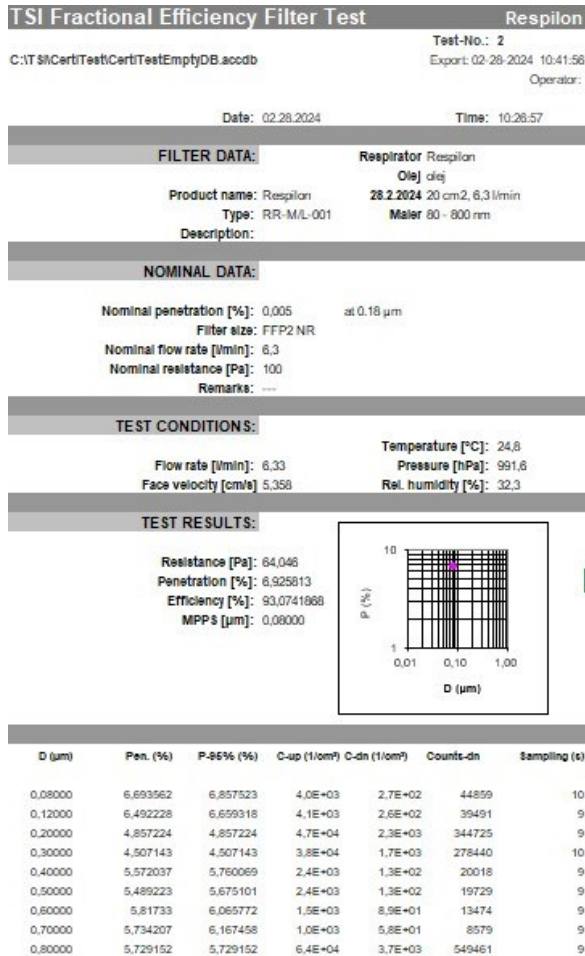 TSI Fractional Efficiency Filter Test Respilon
Test-No.: 2
C:\TSI\CertiTest\CertiTestEmptyDB.accdb Export: 02-28-2024 10:41:56
Operator:
Date: 02.28.2024 Time: 10:26:57
FILTER DATA: Respirator Respilon
Olej olej
Product name: Respilon 28.2.2024 20 cm2, 6,3 l/min
Type: RR-M/L-001 Maler 80 - 800 nm
Description:
NOMINAL DATA:
Nominal penetration [%]: 0,005 at 0.18 µm
Filter size: FFP2 NR
Nominal flow rate [l/min]: 6,3
Nominal resistance [Pa]: 100
Remarks: ---
TEST CONDITIONS:
Temperature [°C]: 24,8
Flow rate [l/min]: 6,33 Pressure [hPa]: 991,6
Face velocity [cm/s] 5,358 Rel. humidity [%]: 32,3
TEST RESULTS:
Resistance [Pa]: 64,046
Penetration [%]: 6,925813
Efficiency [%]: 93,0741868
MPPS [µm]: 0,08000
10
P (%)
1
0,01 0,10 1,00
D (µm)
D (µm) Pen. (%) P-95% (%) C-up (1/cm³) C-dn (1/cm³) Counts-dn Sampling (s)
0,08000 6,693562 6,857523 4,0E+03 2,7E+02 44859 10
0,12000 6,492228 6,659318 4,1E+03 2,6E+02 39491 9
0,20000 4,857224 4,857224 4,7E+04 2,3E+03 344725 9
0,30000 4,507143 4,507143 3,8E+04 1,7E+03 278440 10
0,40000 5,572037 5,760069 2,4E+03 1,3E+02 20018 9
0,50000 5,489223 5,675101 2,4E+03 1,3E+02 19729 9
0,60000 5,81733 6,065772 1,5E+03 8,9E+01 13474 9
0,70000 5,734207 6,167458 1,0E+03 5,8E+01 8579 9
0,80000 5,729152 5,729152 6,4E+04 3,7E+03 549461 9